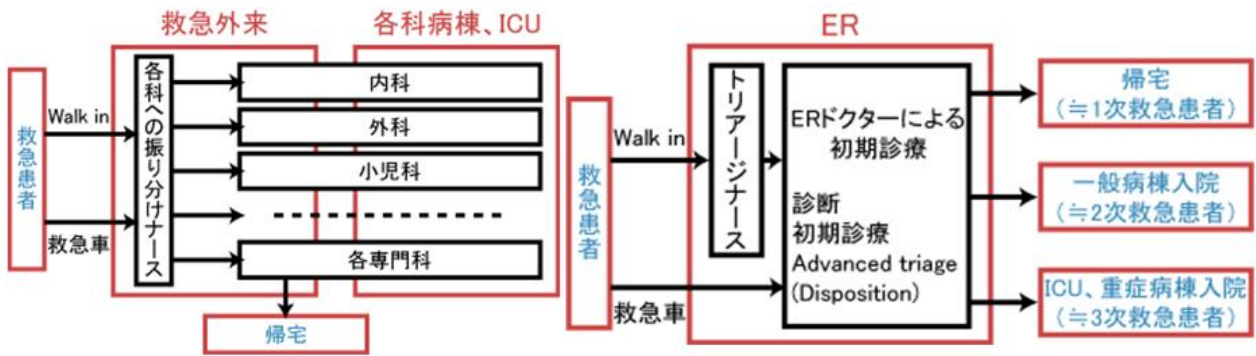 救急外来
各科病棟、ICU
救急患者
Walk in
救急車
各科への振り分けナース
内科
外科
小児科
各専門科
帰宅
ER
救急患者
Walk in
救急車
トリアージナース
ERドクターによる
初期診療
診断
初期診療
Advanced triage
(Disposition)
帰宅
(≒1次救急患者)
一般病棟入院
(≒2次救急患者)
ICU、重症病棟入院
(≒3次救急患者)